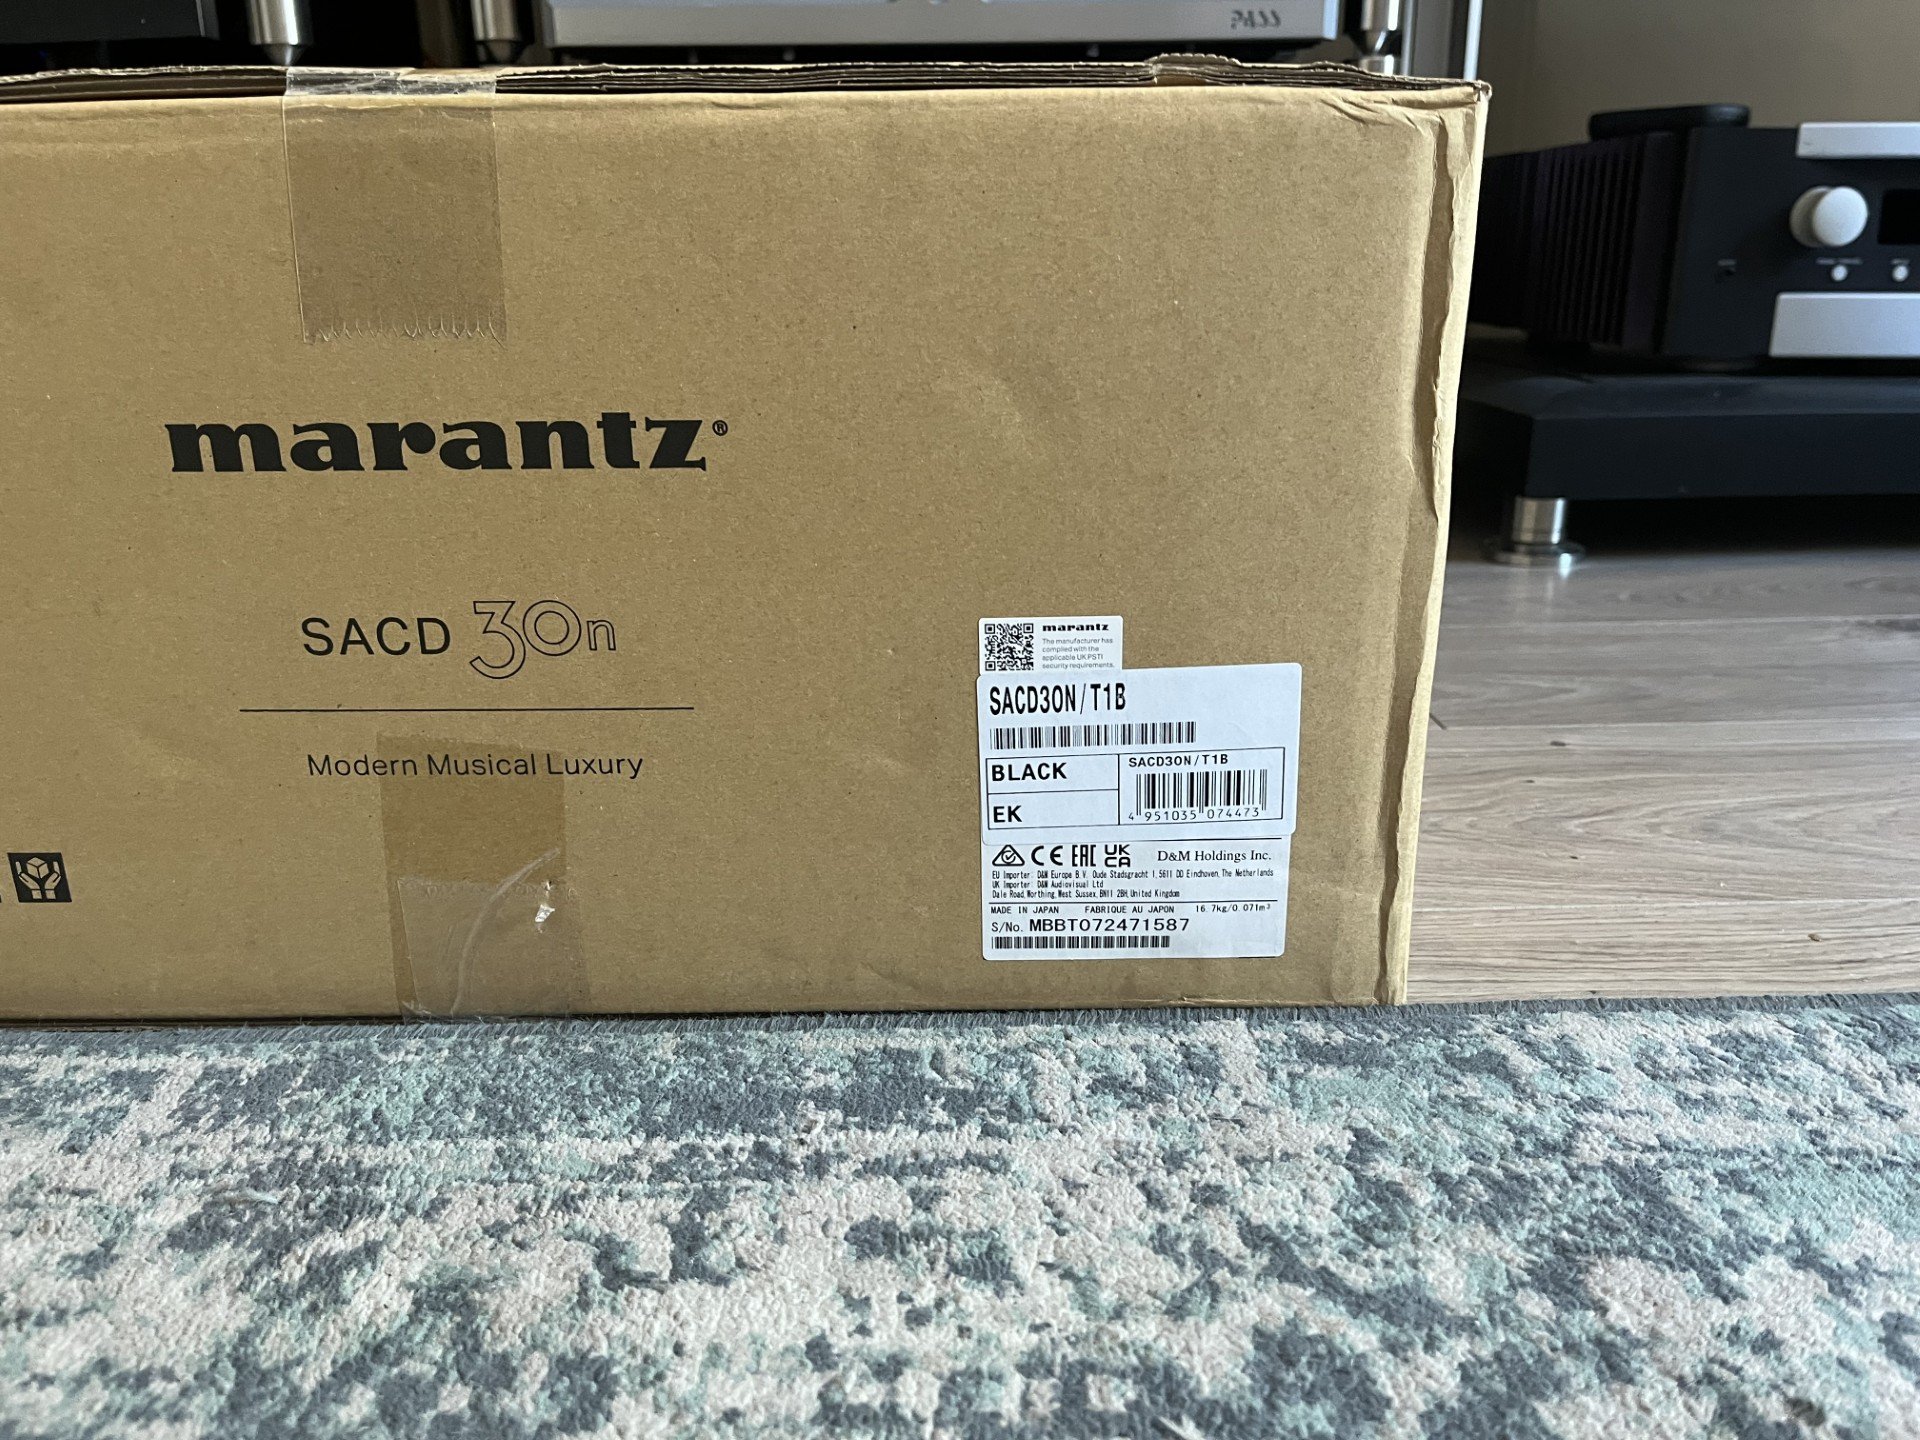 PASS
marantz®
SACD 30n
Modern Musical Luxury
marantz
The manufacturer has
complied with the
applicable UK PSTI
security requirements.
SACD30N/T1B
BLACK
EK
SACD30N/T1B
4 951035 074473
CE EAC UK CA D&M Holdings Inc.
EU Importer: D&M Europe B.V. Oude Stadsgracht 1, 5611 DD Eindhoven, The Netherlands
UK Importer: D&M Audiovisual Ltd
Dale Road, Worthing, West Sussex, BN11 2BH, United Kingdom
MADE IN JAPAN FABRIQUE AU JAPON 16.7kg/0.071m³
S/No. MBBT072471587